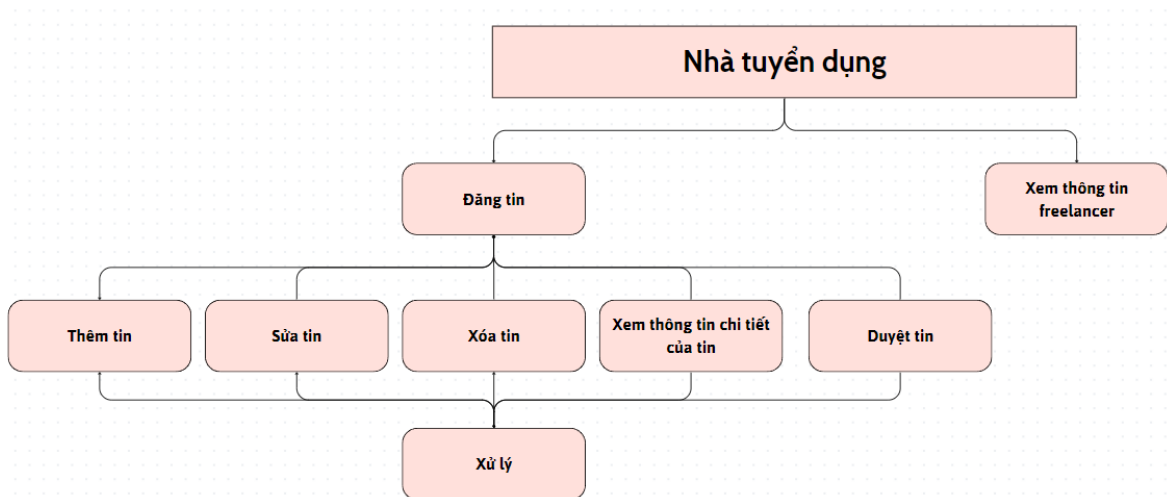 Nhà tuyển dụng
Đăng tin
Xem thông tin
freelancer
Thêm tin
Sửa tin
Xóa tin
Xem thông tin chi tiết
của tin
Duyệt tin
Xử lý